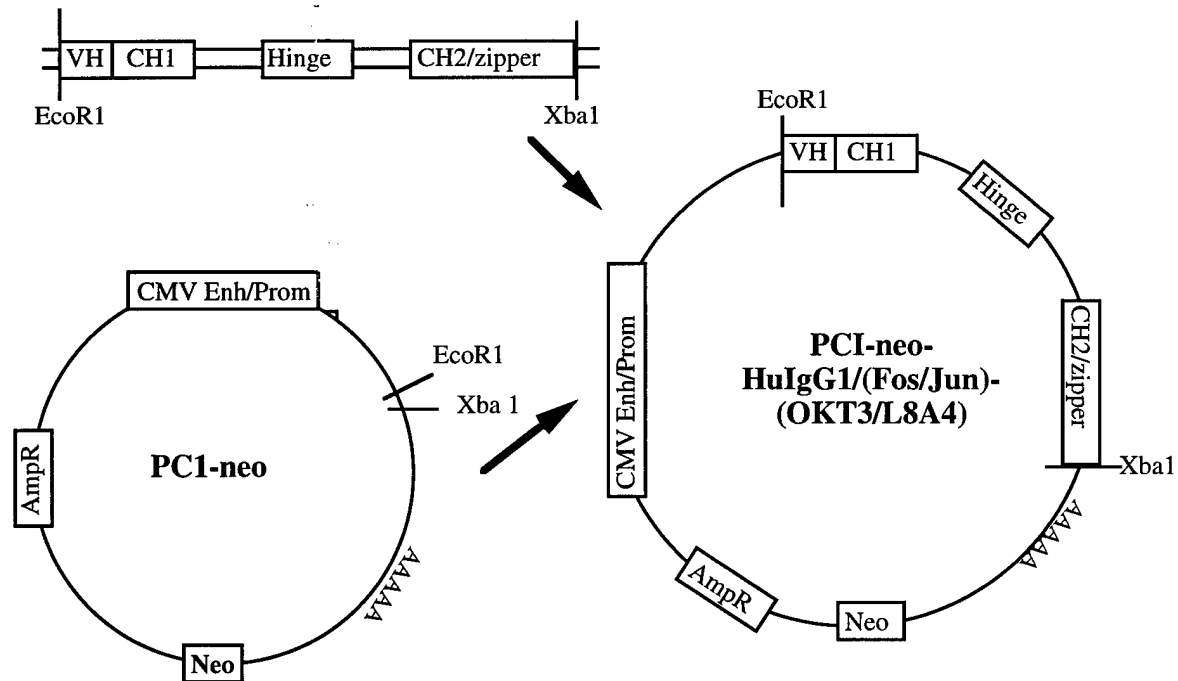 VH CH1 Hinge CH2/zipper
EcoR1 Xba1
CMV Enh/Prom
EcoR1
Xba 1
PC1-neo
AmpR
AAAAA
Neo
EcoR1
VH CH1
Hinge
CH2/zipper
Xba1
PCI-neo-
HuIgG1/(Fos/Jun)-
(OKT3/L8A4)
CMV Enh/Prom
AAAAA
AmpR
Neo